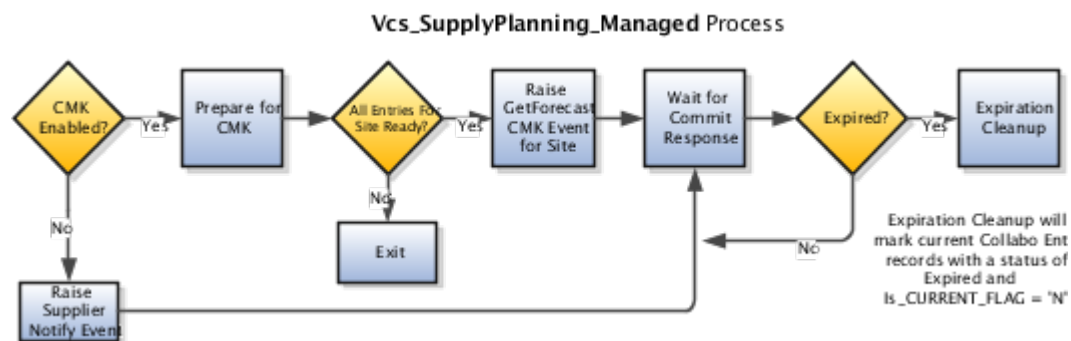 Vcs_SupplyPlanning_Managed Process
CMK
Enabled?
Yes
Prepare for
CMK
All Entries For
Site Ready?
Yes
Raise
GetForecast
CMK Event
for Site
Wait for
Commit
Response
Expired?
Yes
Expiration
Cleanup
No
No
No
Exit
Raise
Supplier
Notify Event
Expiration Cleanup will
mark current Collabo Ent
records with a status of
Expired and
Is_CURRENT_FLAG = 'N'